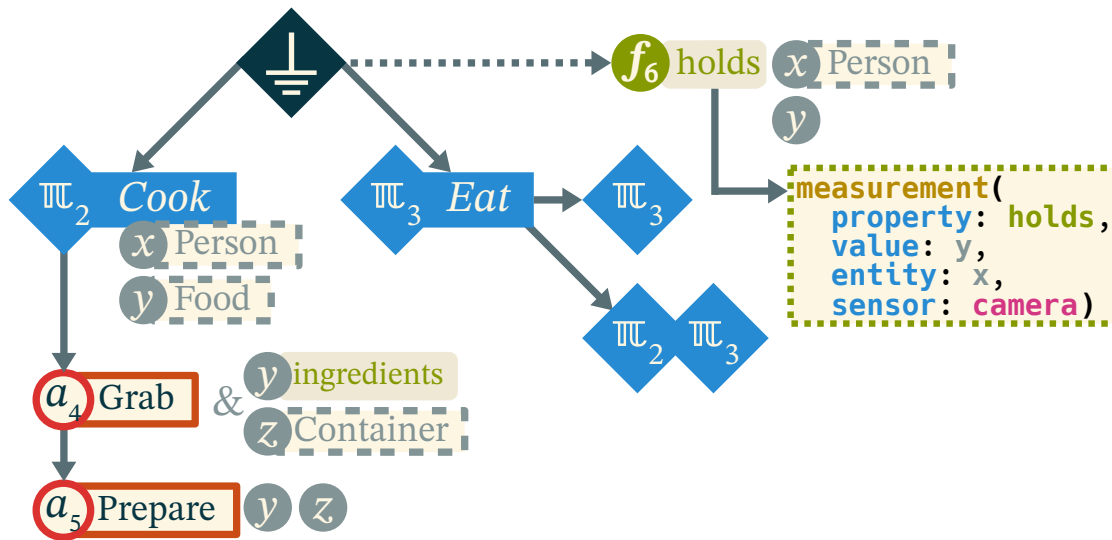 f₆ holds x Person
y
ℼ₂ Cook
x Person
y Food
ℼ₃ Eat
ℼ₃
ℼ₂ ℼ₃
measurement(
property: holds,
value: y,
entity: x,
sensor: camera)
a₄ Grab & y ingredients
z Container
a₅ Prepare y z